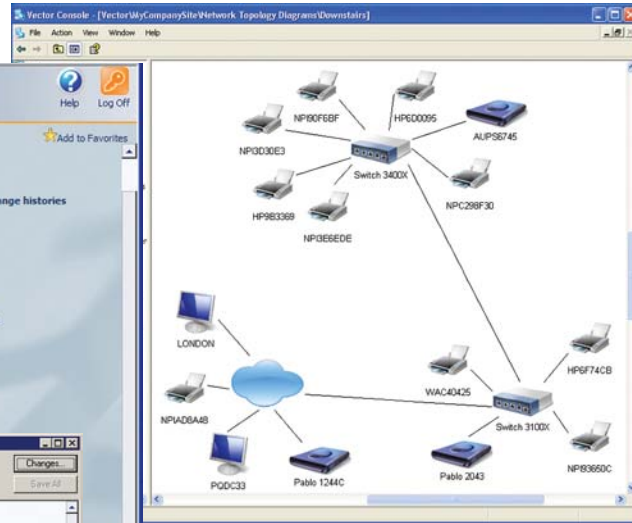 Vector Console - [Vector\MyCompanySite\Network Topology Diagrams\Downstairs]
File Action View Window Help
Help Log Off
Add to Favorites
ange histories
NPI90F6BF
HP6D0095
AUPS6745
NPI3D30E3
Switch 3400X
HP9B3369
NPC298F30
NPI3E6EDE
LONDON
HP6F74CB
WAC40425
NPIAD8A48
Switch 3100X
PQDC33
Pablo 1244C
Pablo 2043
NPI93650C
Changes...
Save All